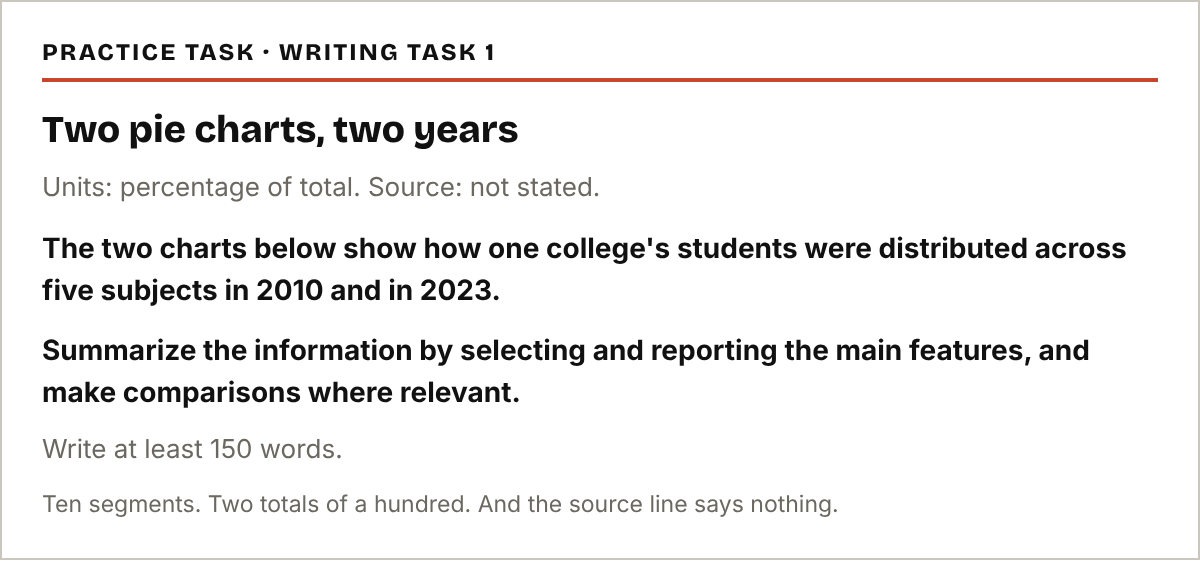 PRACTICE TASK · WRITING TASK 1
Two pie charts, two years
Units: percentage of total. Source: not stated.
The two charts below show how one college's students were distributed across
five subjects in 2010 and in 2023.
Summarize the information by selecting and reporting the main features, and
make comparisons where relevant.
Write at least 150 words.
Ten segments. Two totals of a hundred. And the source line says nothing.